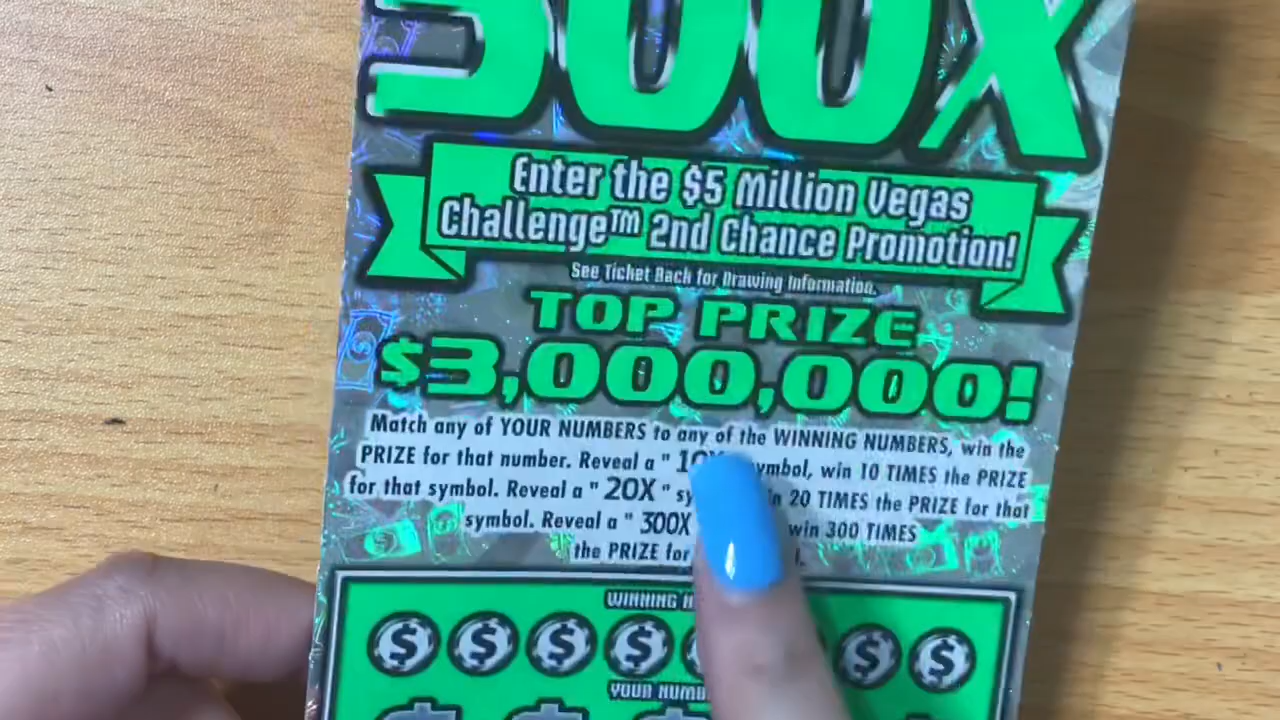 300X
Enter the $5 Million Vegas
Challenge™ 2nd Chance Promotion!
See Ticket Back for Drawing Information.
TOP PRIZE
$3,000,000!
Match any of YOUR NUMBERS to any of the WINNING NUMBERS, win the
PRIZE for that number. Reveal a " 10X symbol, win 10 TIMES the PRIZE
for that symbol. Reveal a " 20X " 20 TIMES the PRIZE for that
symbol. Reveal a " 300X win 300 TIMES
the PRIZE for
WINNING
$ $ $ $ $ $
YOUR